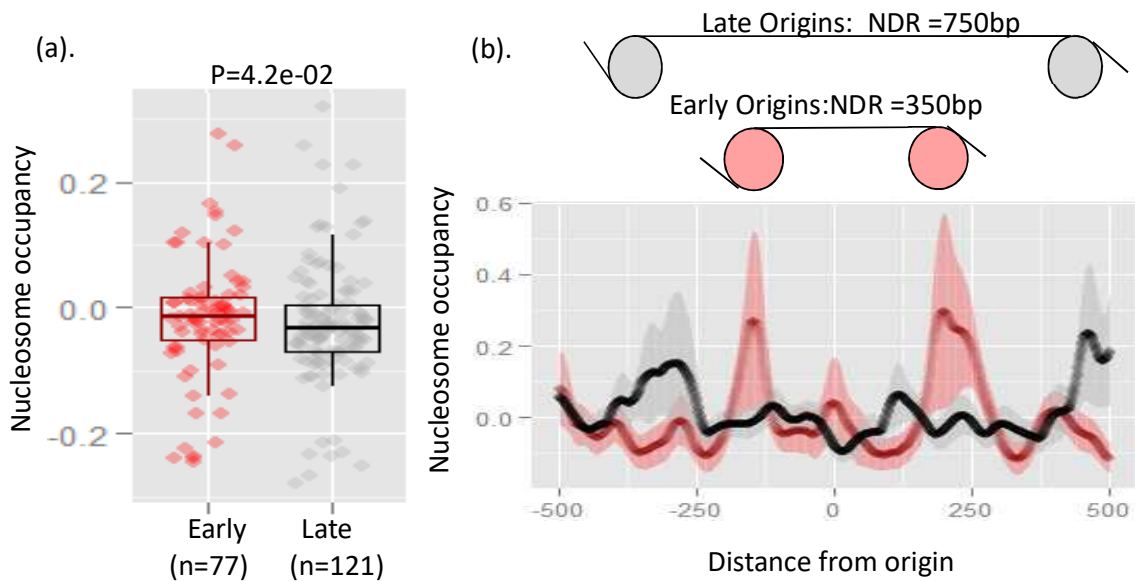 (a).
P=4.2e-02
Nucleosome occupancy
0.2
0.0
-0.2
Early
(n=77)
Late
(n=121)
(b).
Late Origins: NDR =750bp
Early Origins:NDR =350bp
Nucleosome occupancy
0.6
0.4
0.2
0.0
-500
-250
0
250
500
Distance from origin